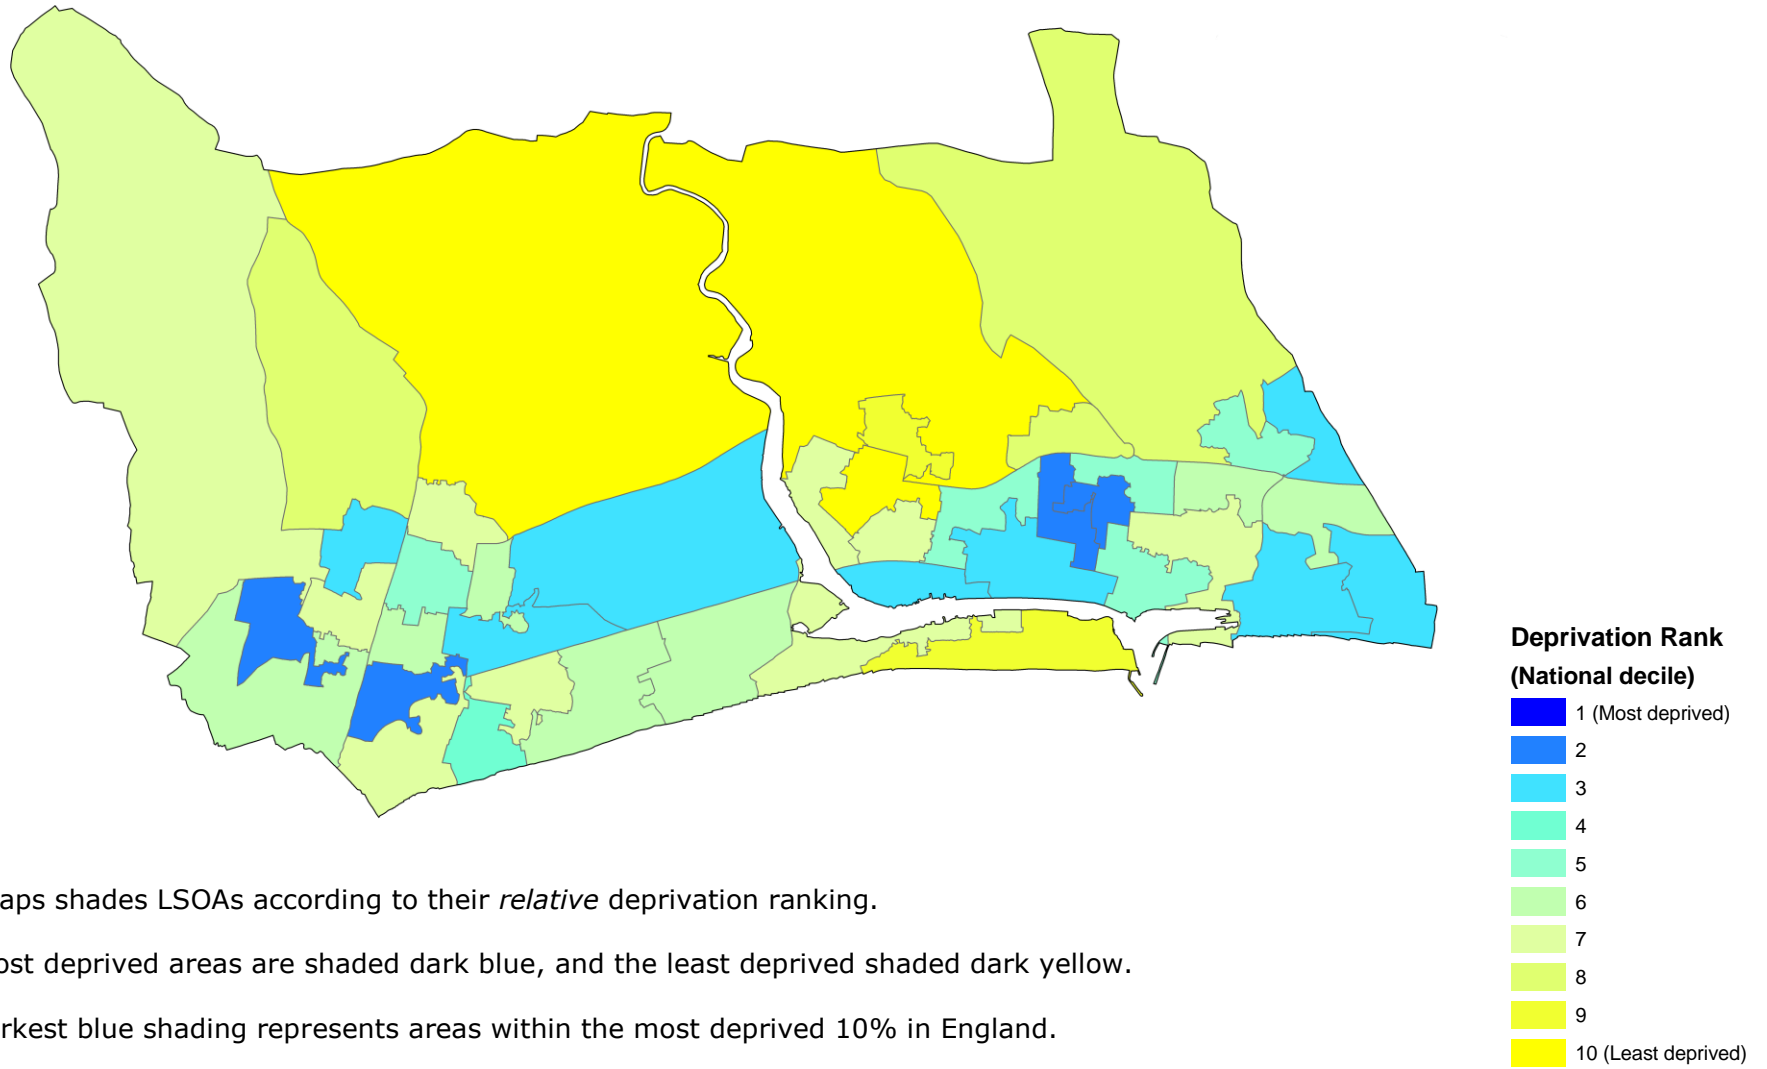 Deprivation Rank
(National decile)
1 (Most deprived)
2
3
4
5
6
7
8
9
10 (Least deprived)
aps shades LSOAs according to their relative deprivation ranking.
ost deprived areas are shaded dark blue, and the least deprived shaded dark yellow.
rkest blue shading represents areas within the most deprived 10% in England.